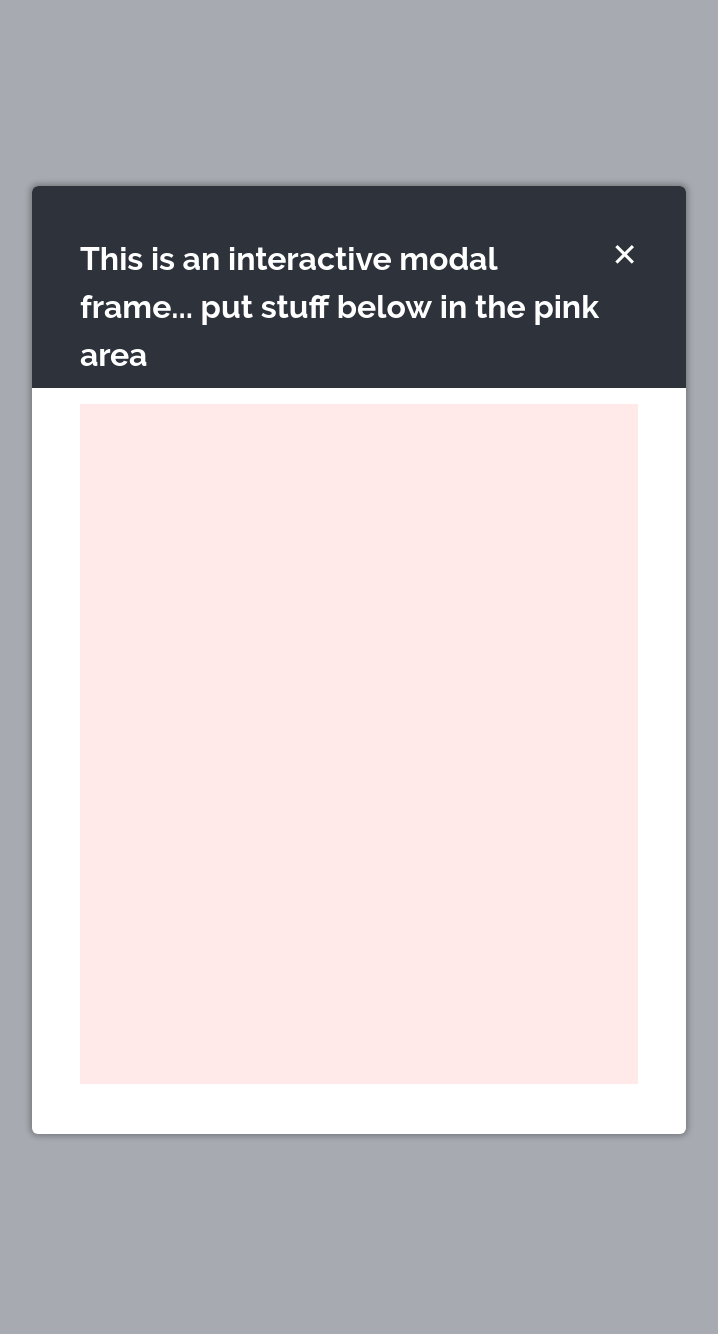 This is an interactive modal
frame... put stuff below in the pink
area